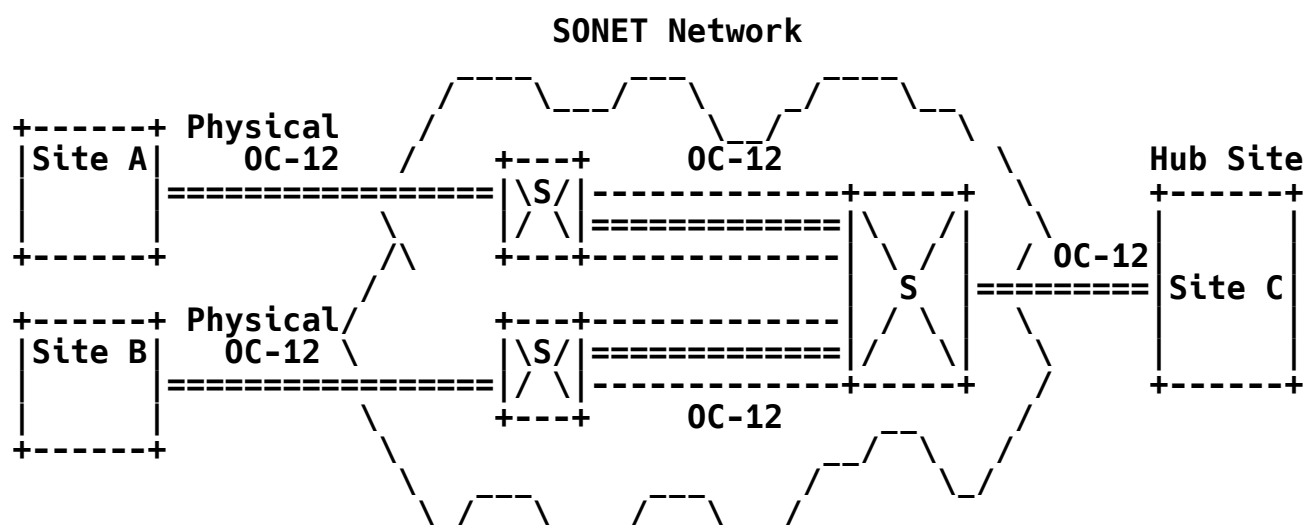 SONET Network
Physical
Site A OC-12 OC-12 Hub Site
S
OC-12
S Site C
Physical
Site B OC-12 S
OC-12